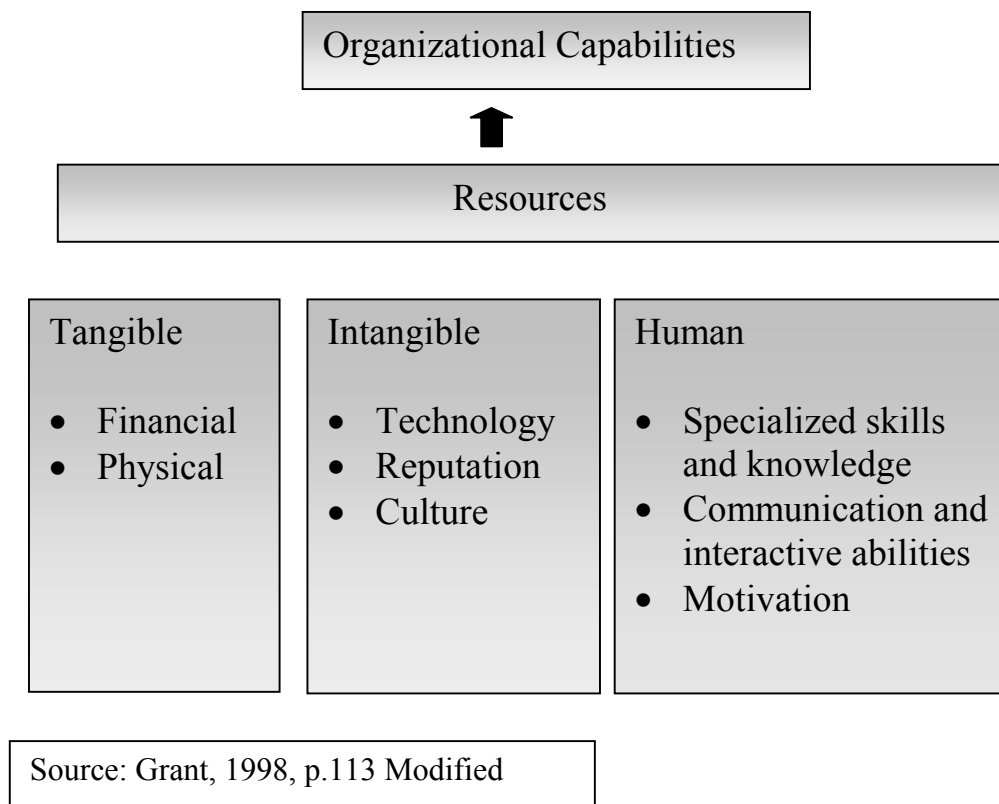 Organizational Capabilities
Resources
Tangible
• Financial
• Physical
Intangible
• Technology
• Reputation
• Culture
Human
• Specialized skills
and knowledge
• Communication and
interactive abilities
• Motivation
Source: Grant, 1998, p.113 Modified